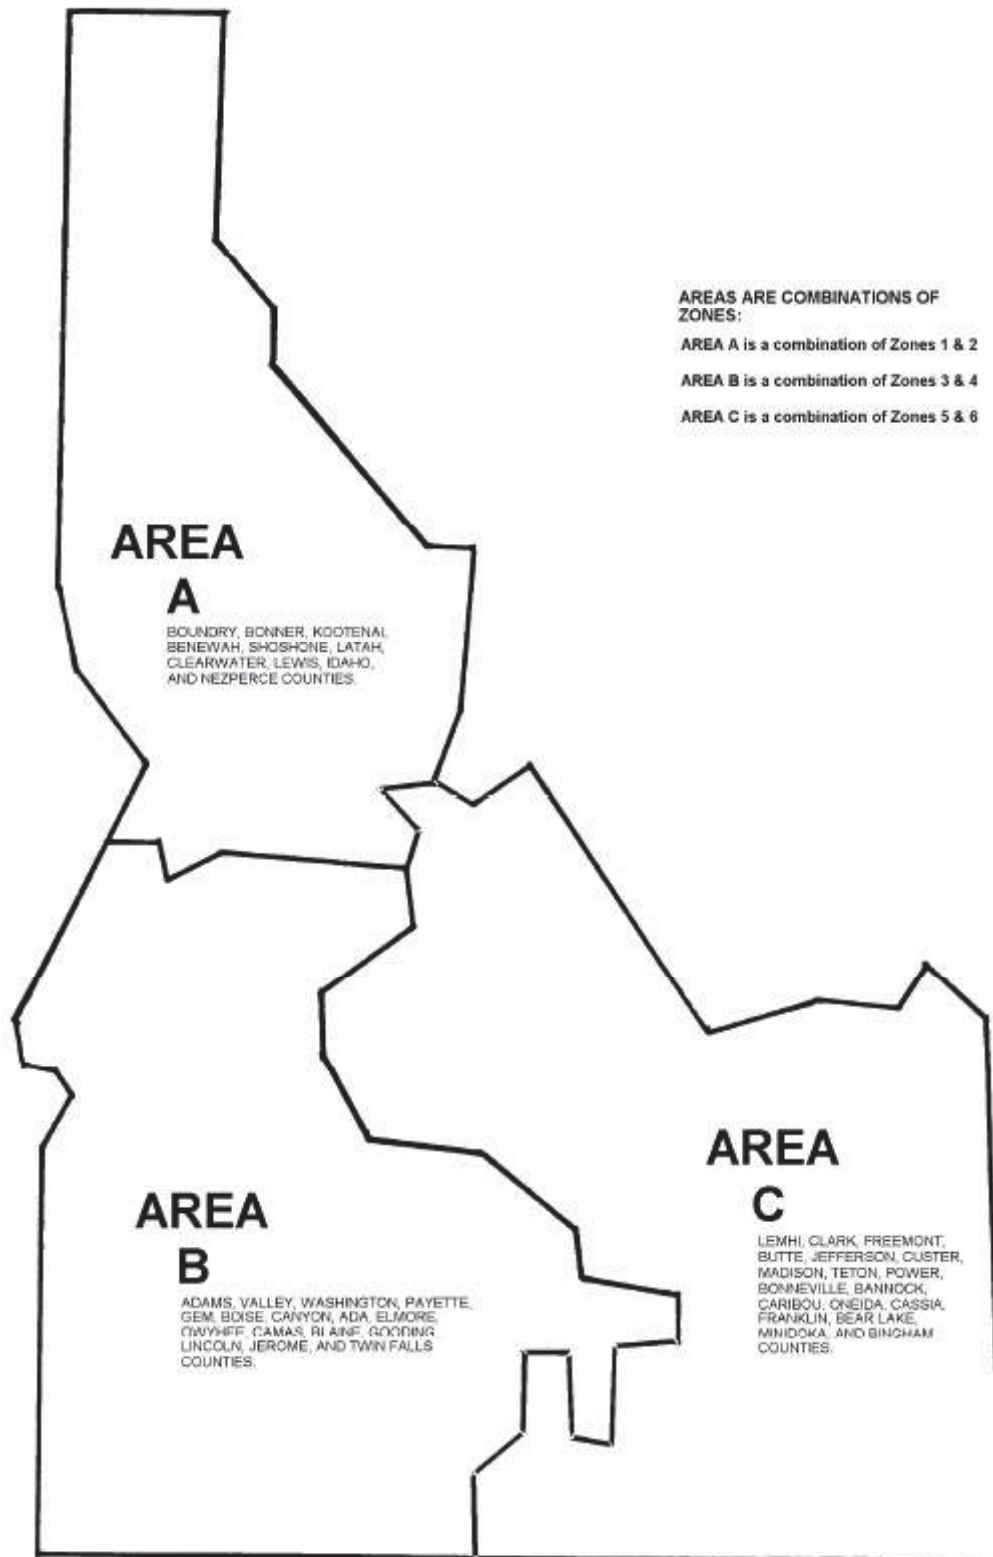 AREAS ARE COMBINATIONS OF
ZONES:
AREA A is a combination of Zones 1 & 2
AREA B is a combination of Zones 3 & 4
AREA C is a combination of Zones 5 & 6
AREA
A
BOUNDRY, BONNER, KOOTENAI,
BENEWAH, SHOSHONE, LATAH,
CLEARWATER, LEWIS, IDAHO,
AND NEZPERCE COUNTIES.
AREA
B
ADAMS, VALLEY, WASHINGTON, PAYETTE,
GEM, BOISE, CANYON, ADA, ELMORE,
OWYHEE, CAMAS, BLAINE, GOODING
LINCOLN, JEROME, AND TWIN FALLS
COUNTIES.
AREA
C
LEMHI, CLARK, FREEMONT,
BUTTE, JEFFERSON, CUSTER,
MADISON, TETON, POWER,
BONNEVILLE, BANNOCK,
CARIBOU, ONEIDA, CASSIA,
FRANKLIN, BEAR LAKE,
MINIDOKA, AND BINGHAM
COUNTIES.